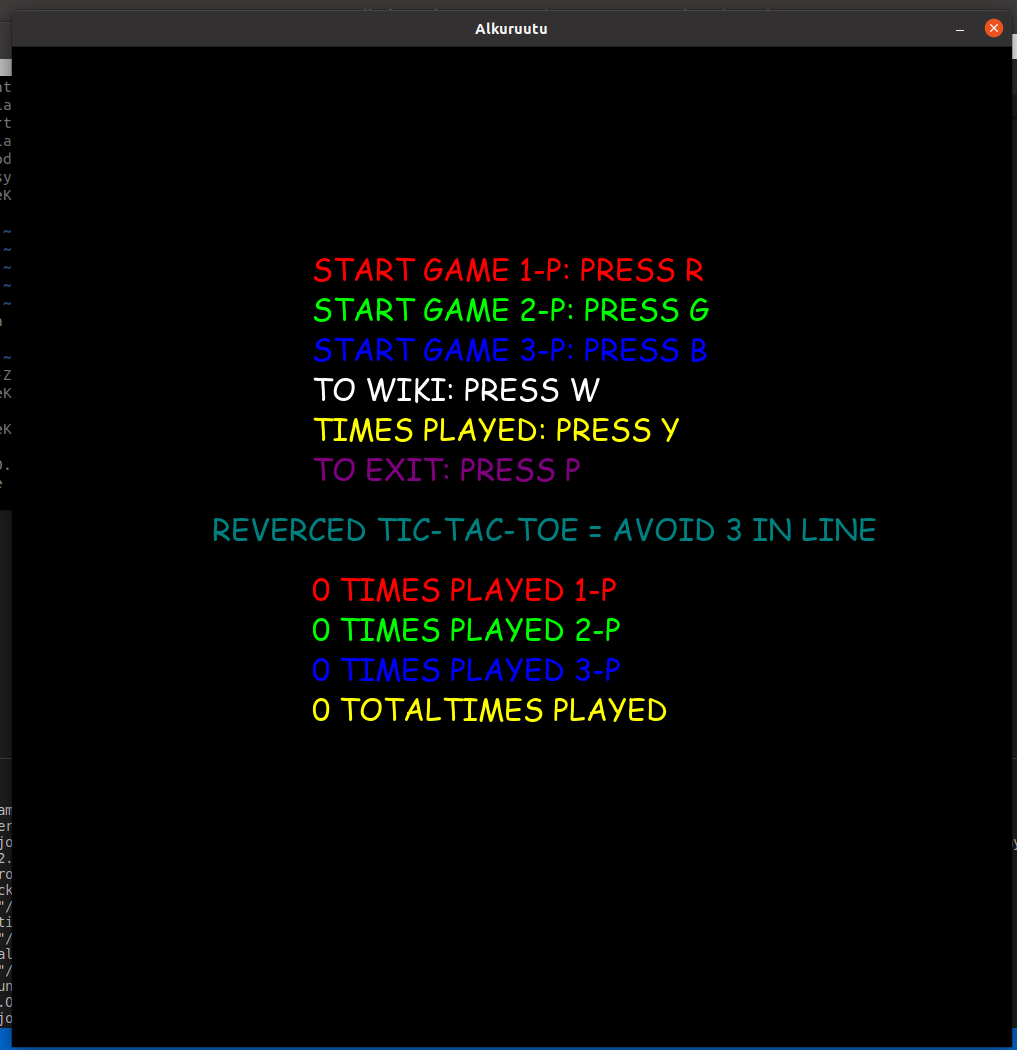 Alkuruutu
START GAME 1-P: PRESS R
START GAME 2-P: PRESS G
START GAME 3-P: PRESS B
TO WIKI: PRESS W
TIMES PLAYED: PRESS Y
TO EXIT: PRESS P
REVERCED TIC-TAC-TOE = AVOID 3 IN LINE
0 TIMES PLAYED 1-P
0 TIMES PLAYED 2-P
0 TIMES PLAYED 3-P
0 TOTALTIMES PLAYED